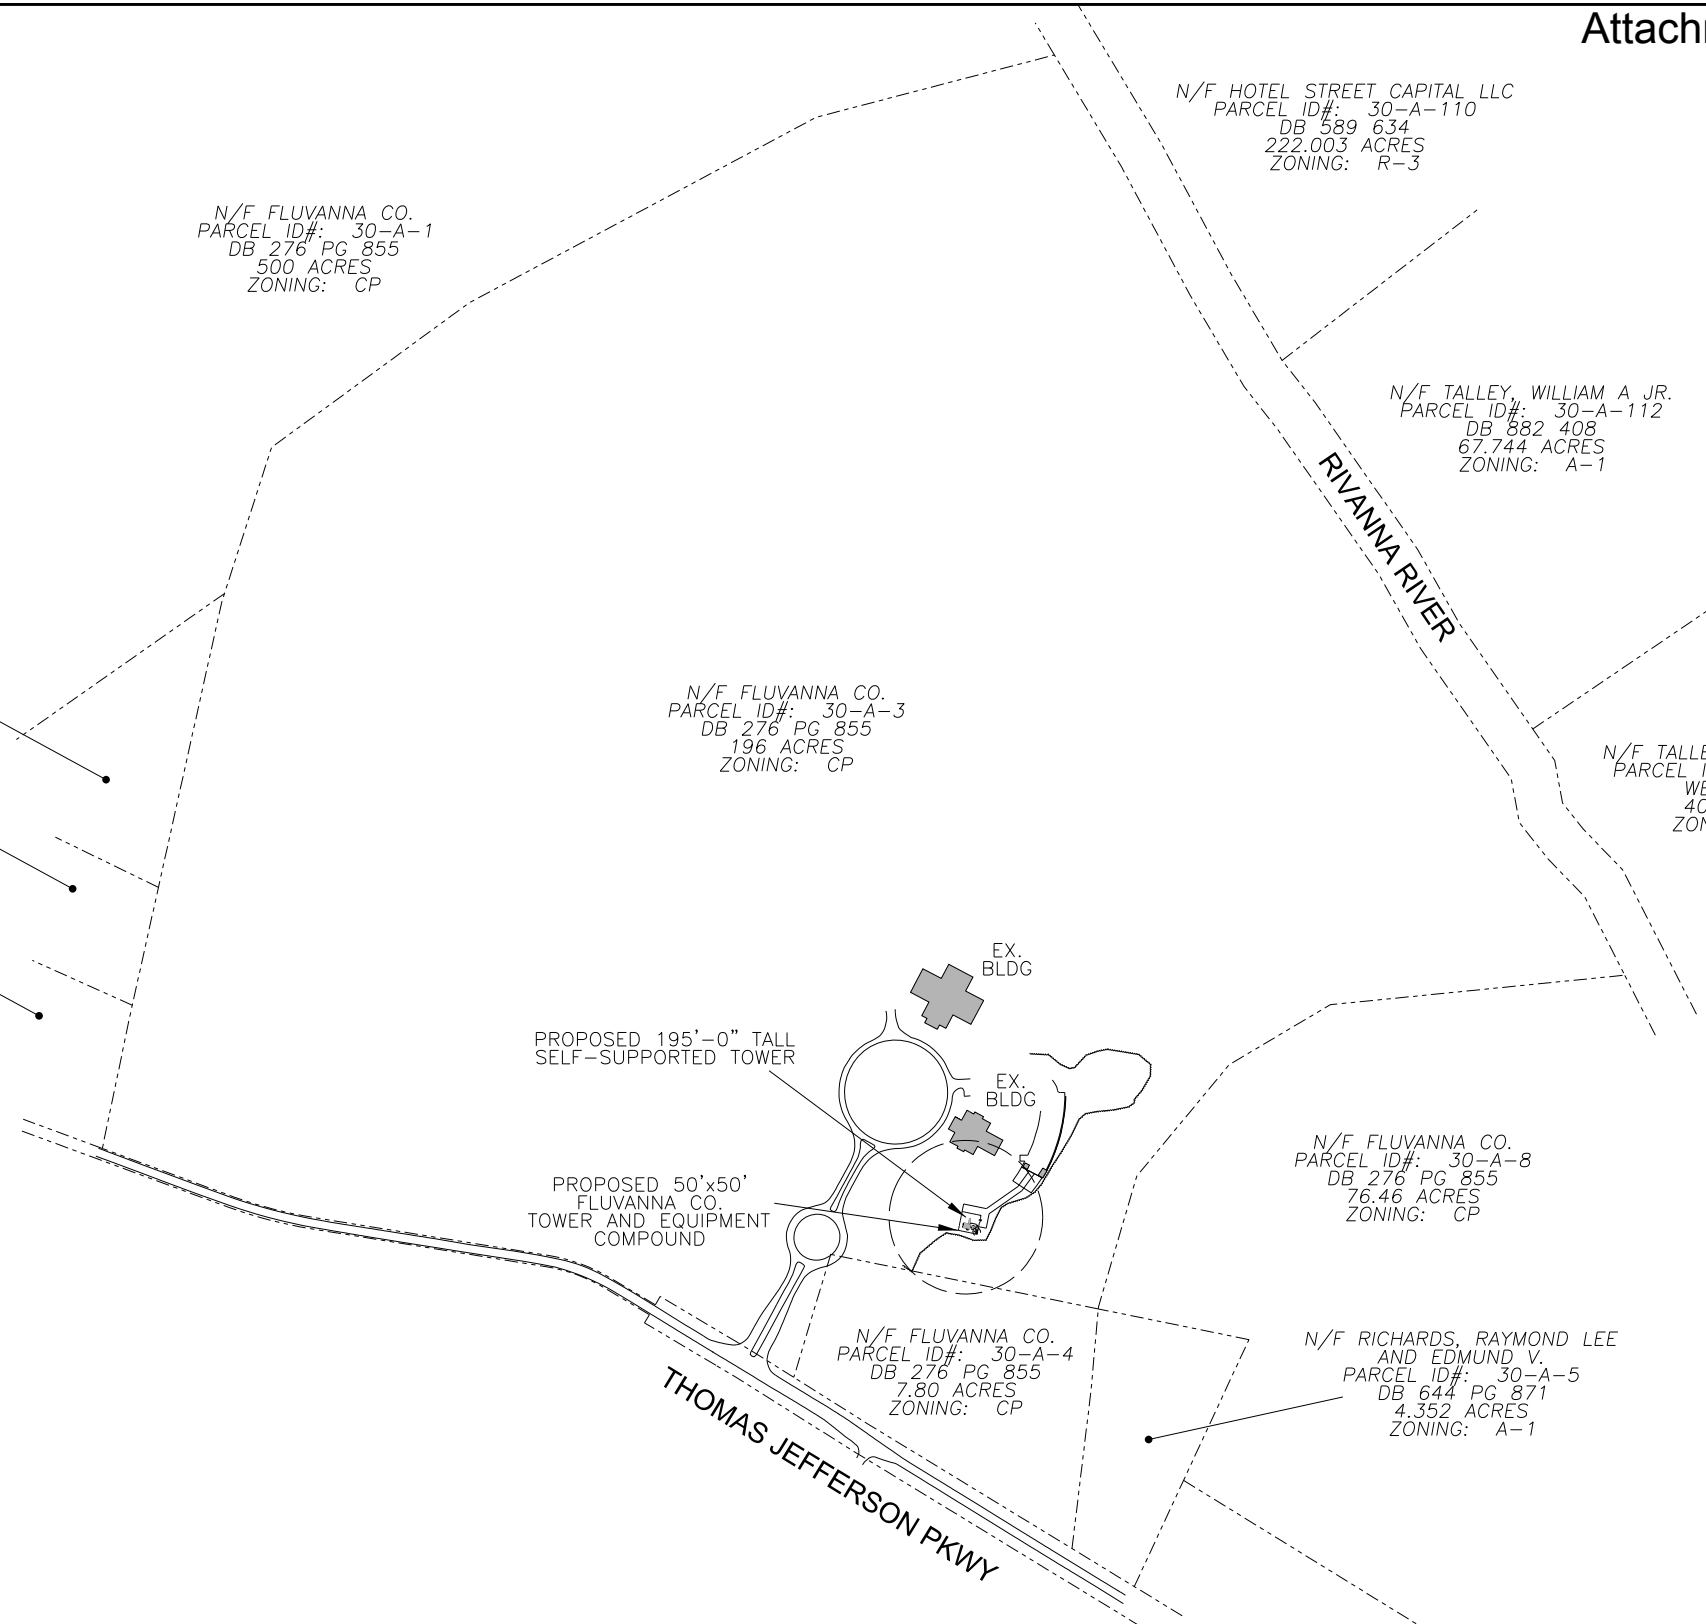 Attach
N/F HOTEL STREET CAPITAL LLC
PARCEL ID#: 30-A-110
DB 589 634
222.003 ACRES
ZONING: R-3
N/F FLUVANNA CO.
PARCEL ID#: 30-A-1
DB 276 PG 855
500 ACRES
ZONING: CP
N/F TALLEY, WILLIAM A JR.
PARCEL ID#: 30-A-112
DB 882 408
67.744 ACRES
ZONING: A-1
RIVANNA RIVER
N/F FLUVANNA CO.
PARCEL ID#: 30-A-3
DB 276 PG 855
196 ACRES
ZONING: CP
N/F TALLE
PARCEL I
WE
40
ZON
EX.
BLDG
PROPOSED 195'-0" TALL
SELF-SUPPORTED TOWER
EX.
BLDG
N/F FLUVANNA CO.
PARCEL ID#: 30-A-8
DB 276 PG 855
76.46 ACRES
ZONING: CP
PROPOSED 50'x50'
FLUVANNA CO.
TOWER AND EQUIPMENT
COMPOUND
N/F FLUVANNA CO.
PARCEL ID#: 30-A-4
DB 276 PG 855
7.80 ACRES
ZONING: CP
N/F RICHARDS, RAYMOND LEE
AND EDMUND V.
PARCEL ID#: 30-A-5
DB 644 PG 871
4.352 ACRES
ZONING: A-1
THOMAS JEFFERSON PKWY